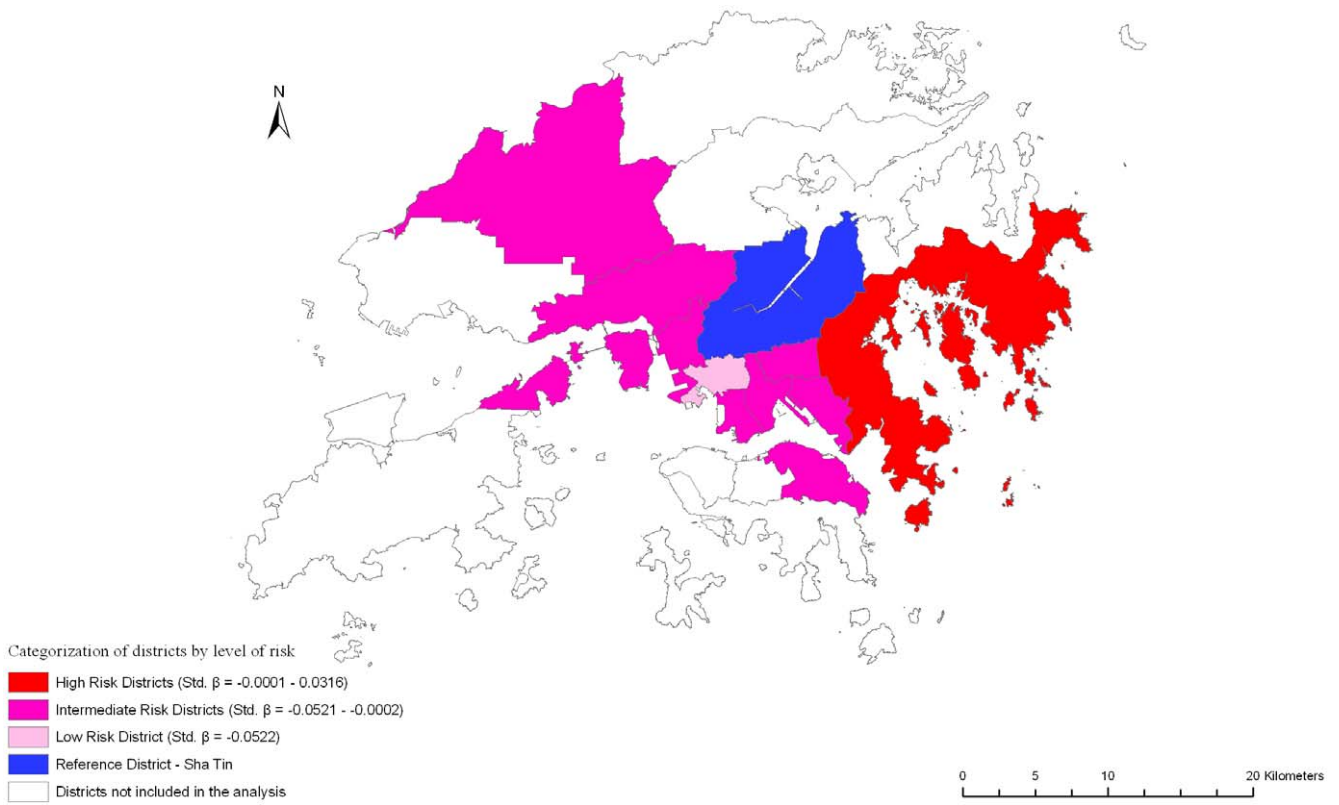 N
Categorization of districts by level of risk
High Risk Districts (Std. β = -0.0001 - 0.0316)
Intermediate Risk Districts (Std. β = -0.0521 - -0.0002)
Low Risk District (Std. β = -0.0522)
Reference District - Sha Tin
Districts not included in the analysis
0 5 10 20 Kilometers